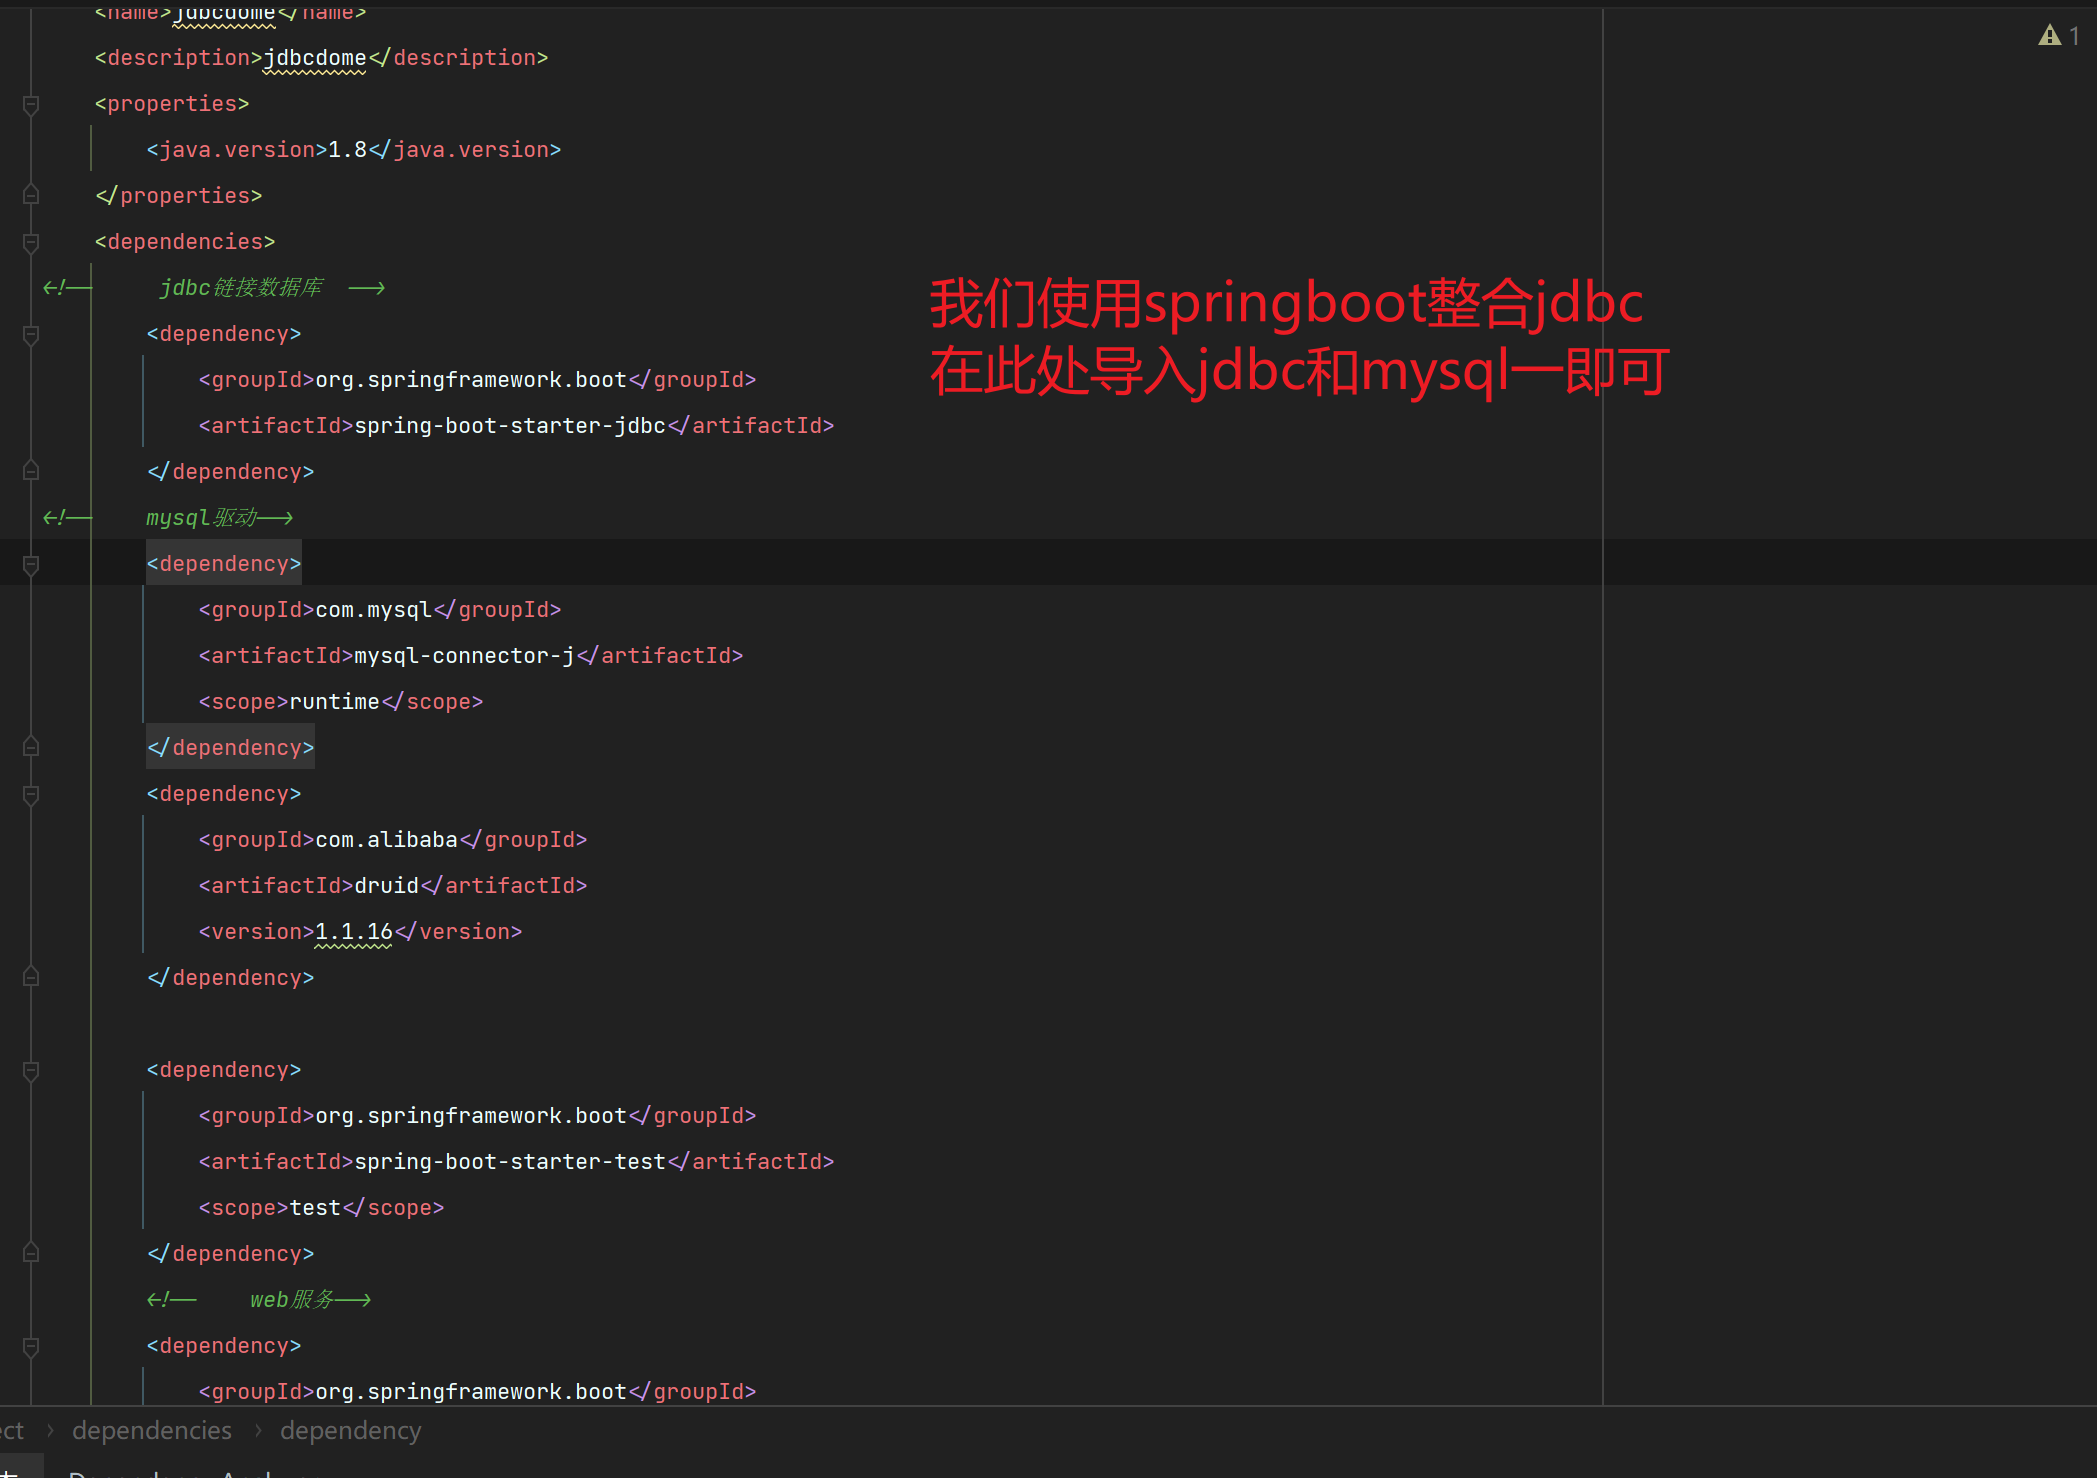 <name>jdbcdome</name>
<description>jdbcdome</description>
<properties>
<java.version>1.8</java.version>
</properties>
<dependencies>
<!-- jdbc链接数据库 -->
我们使用springboot整合jdbc
<dependency>
在此处导入jdbc和mysql一即可
<groupId>org.springframework.boot</groupId>
<artifactId>spring-boot-starter-jdbc</artifactId>
</dependency>
<!-- mysql驱动-->
<dependency>
<groupId>com.mysql</groupId>
<artifactId>mysql-connector-j</artifactId>
<scope>runtime</scope>
</dependency>
<dependency>
<groupId>com.alibaba</groupId>
<artifactId>druid</artifactId>
<version>1.1.16</version>
</dependency>
<dependency>
<groupId>org.springframework.boot</groupId>
<artifactId>spring-boot-starter-test</artifactId>
<scope>test</scope>
</dependency>
<!-- web服务-->
<dependency>
<groupId>org.springframework.boot</groupId>
ect › dependencies › dependency
1